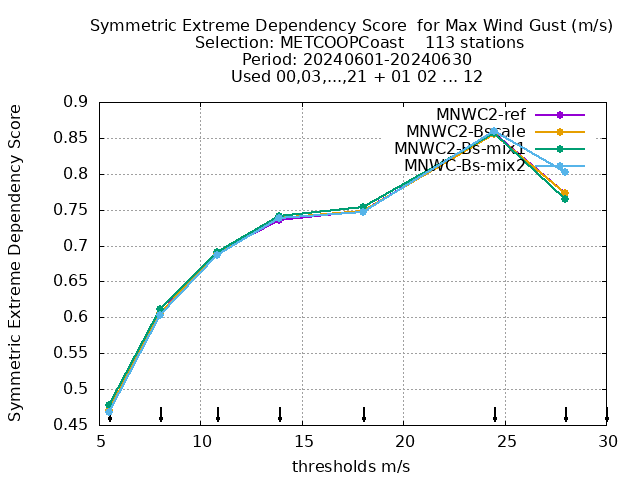 Symmetric Extreme Dependency Score  for Max Wind Gust (m/s)
Selection: METCOOPCoast    113 stations
Period: 20240601-20240630
Used 00,03,...,21 + 01 02 ... 12
Symmetric Extreme Dependency Score
0.9
0.85
0.8
0.75
0.7
0.65
0.6
0.55
0.5
0.45
MNWC2-ref
MNWC2-Bscale
MNWC2-Bs-mix1
MNWC-Bs-mix2
5 10 15 20 25 30
thresholds m/s